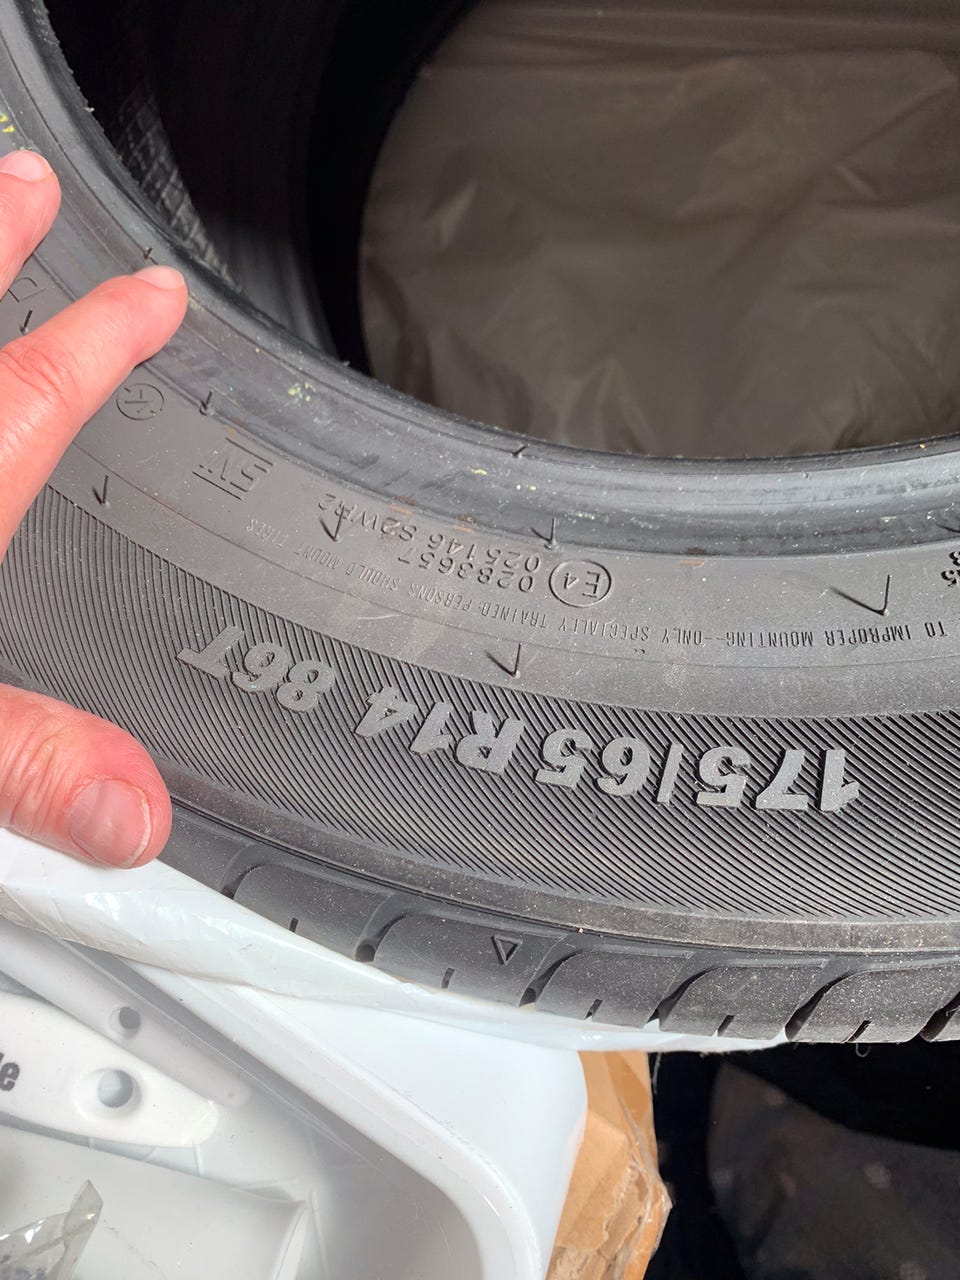 175/65 R14 86T
TO IMPROPER MOUNTING--ONLY SPECIALLY TRAINED PERSONS SHOULD MOUNT TIRES
E4
0283657
025146 S2WR2
K